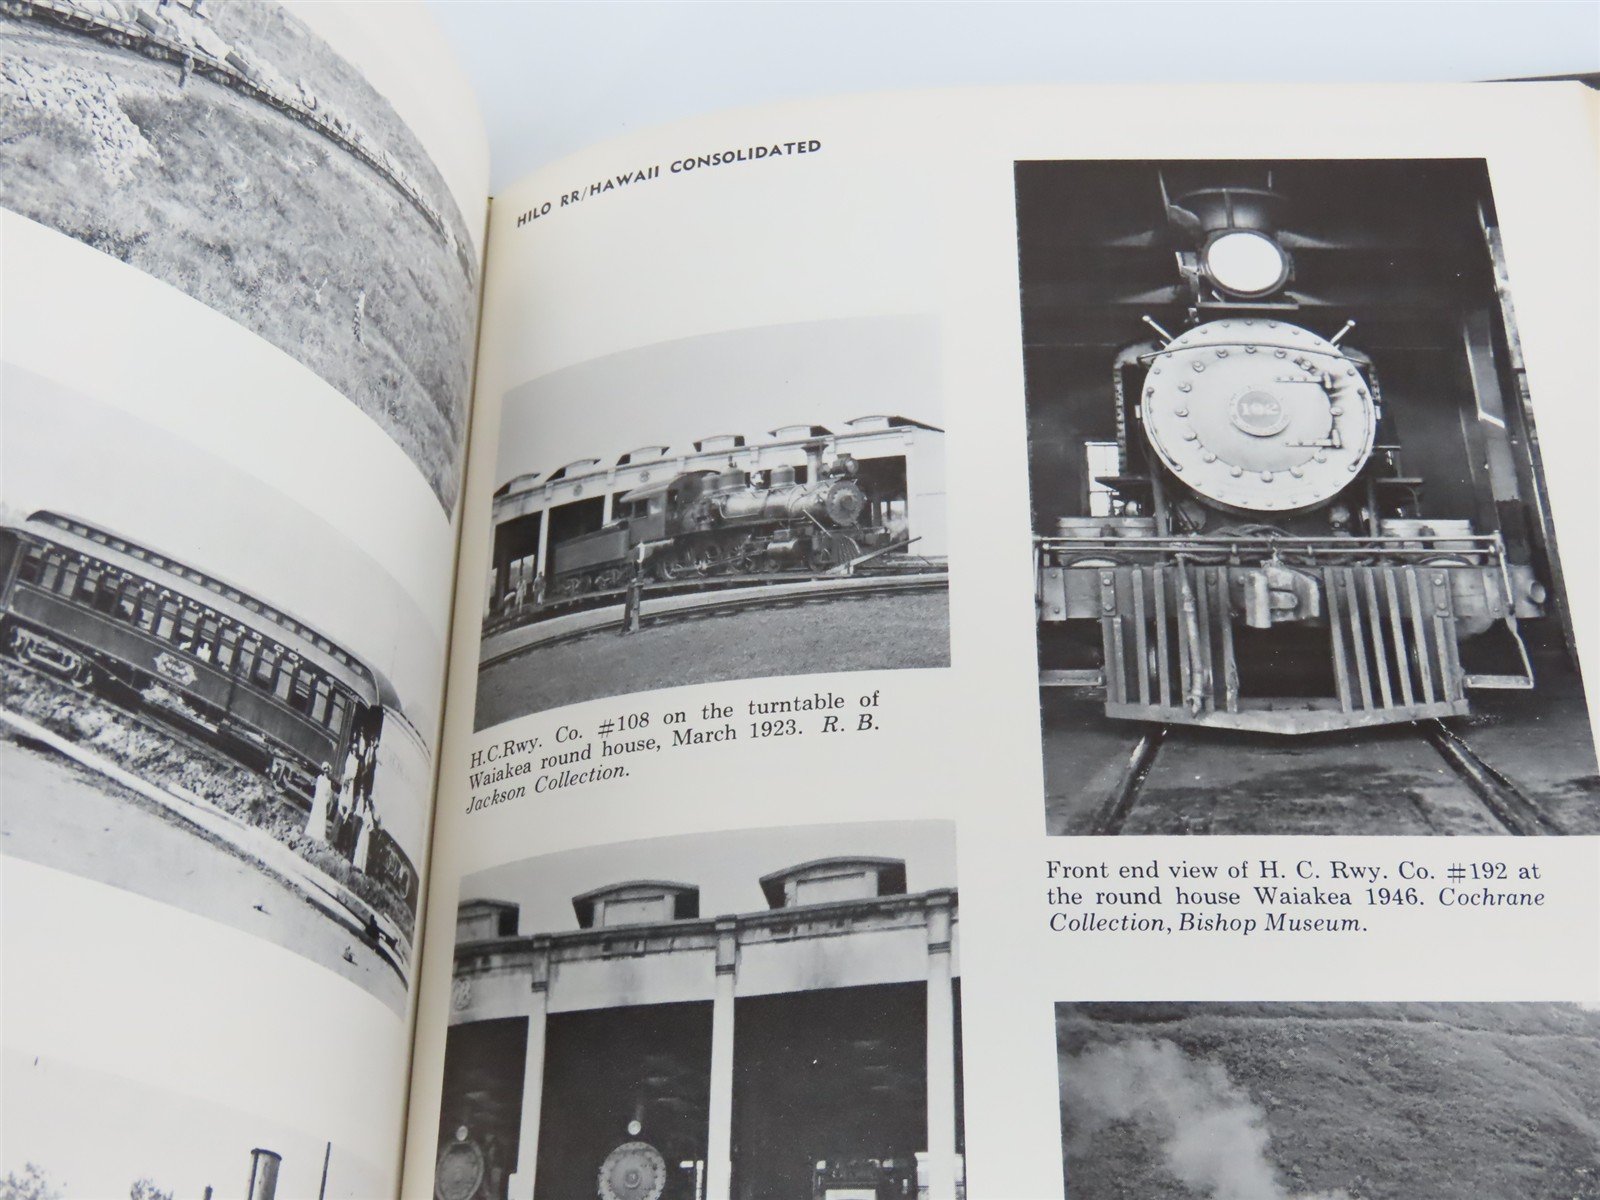 HILO RR/HAWAII CONSOLIDATED
H.C.Rwy. Co. #108 on the turntable of
Waiakea round house, March 1923. R. B.
Jackson Collection.
192
Front end view of H. C. Rwy. Co. #192 at
the round house Waiakea 1946. Cochrane
Collection, Bishop Museum.